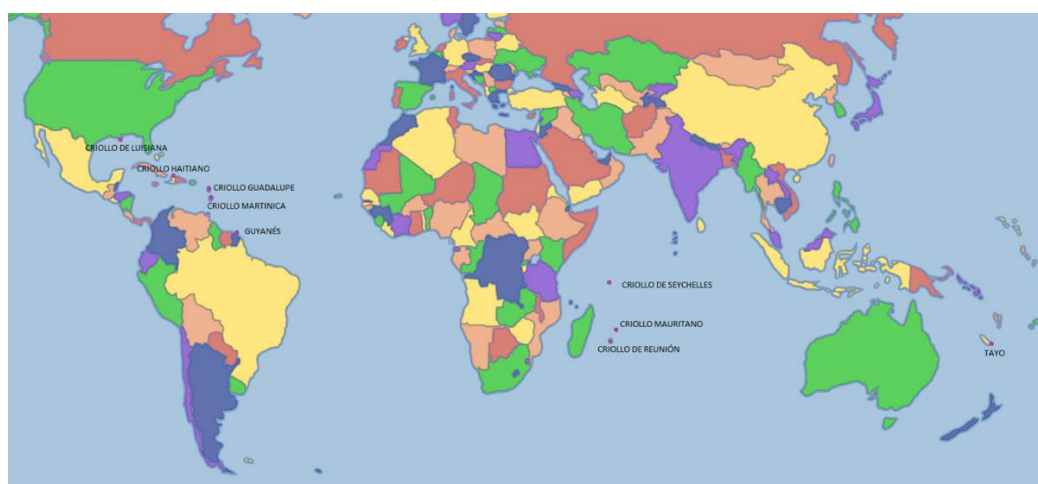 CRIOLLO DE LUISIANA
CRIOLLO HAITIANO
CRIOLLO GUADALUPE
CRIOLLO MARTINICA
GUYANÉS
CRIOLLO DE SEYCHELLES
CRIOLLO MAURITANO
CRIOLLO DE REUNIÓN
TAYO